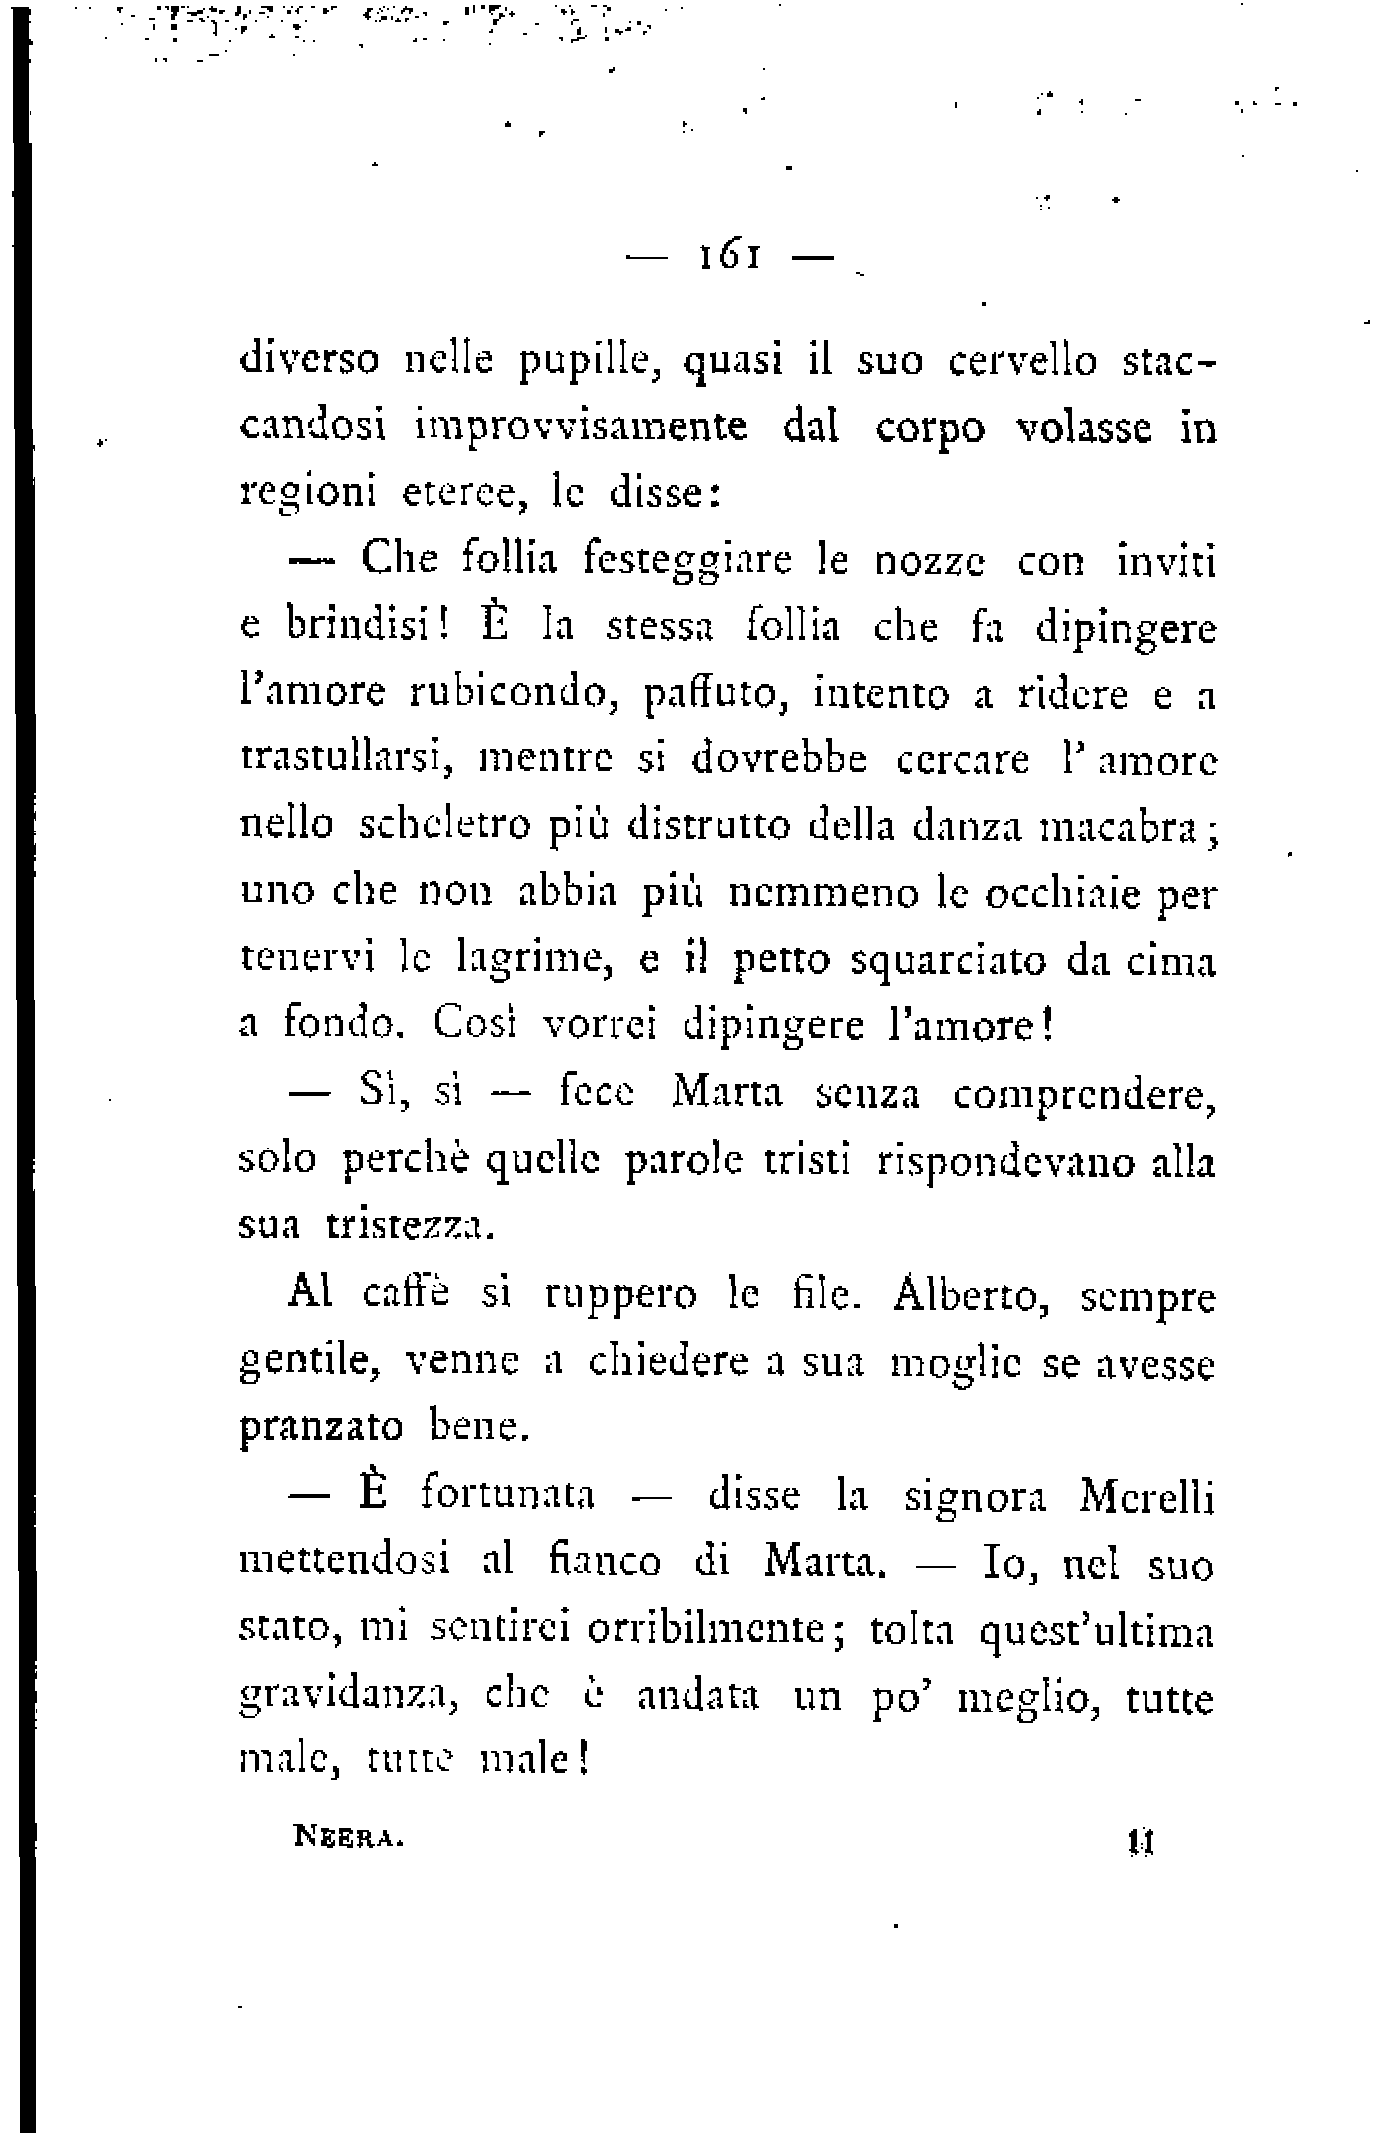 — 161 —
diverso nelle pupille, quasi il suo cervello stac-
candosi improvvisamente dal corpo volasse in
regioni eteree, le disse:
— Che follia festeggiare le nozze con inviti
e brindisi! È la stessa follia che fa dipingere
l'amore rubicondo, paffuto, intento a ridere e a
trastullarsi, mentre si dovrebbe cercare l' amore
nello scheletro più distrutto della danza macabra;
uno che non abbia più nemmeno le occhiaie per
tenervi le lagrime, e il petto squarciato da cima
a fondo. Così vorrei dipingere l'amore!
— Sì, sì — fece Marta senza comprendere,
solo perchè quelle parole tristi rispondevano alla
sua tristezza.
Al caffè si ruppero le file. Alberto, sempre
gentile, venne a chiedere a sua moglie se avesse
pranzato bene.
— È fortunata — disse la signora Merelli
mettendosi al fianco di Marta. — Io, nel suo
stato, mi sentirei orribilmente; tolta quest'ultima
gravidanza, che è andata un po' meglio, tutte
male, tutte male!
NEERA. 11